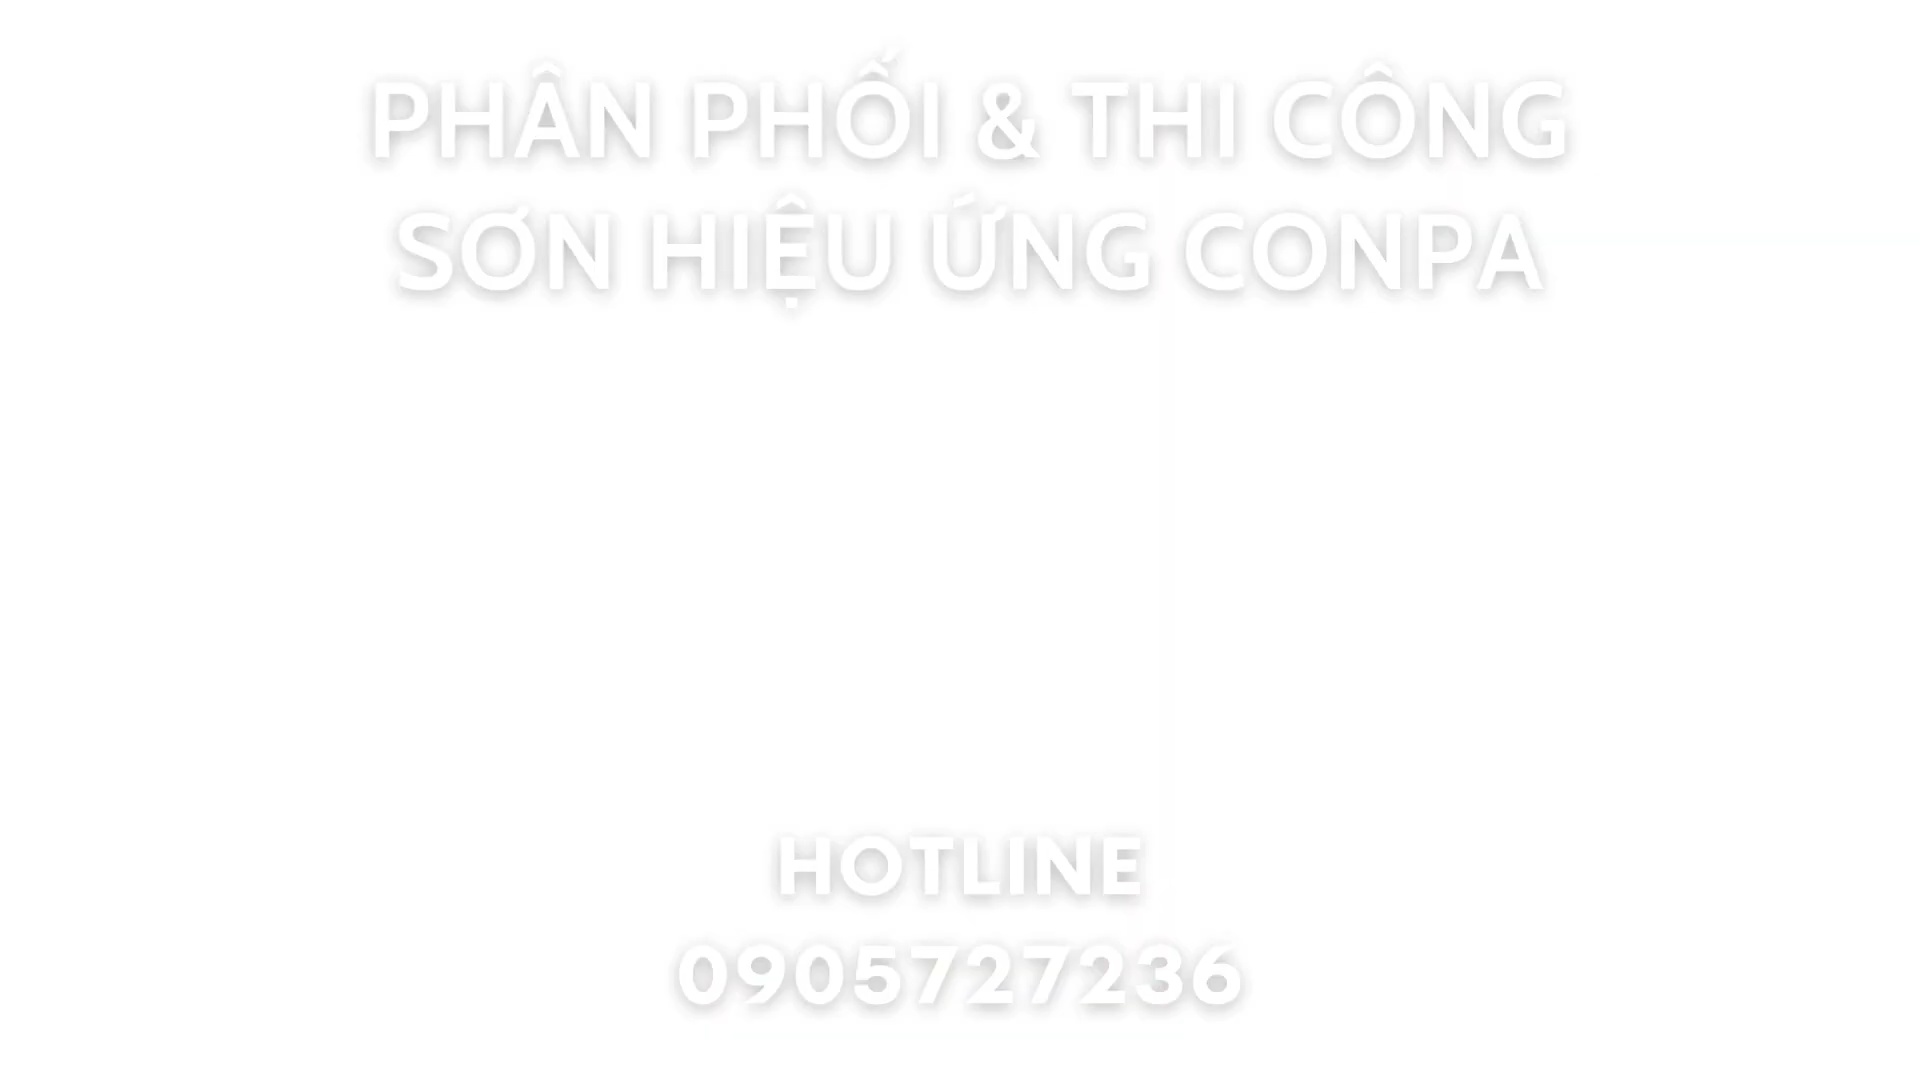 PHÂN PHỐI & THI CÔNG
SƠN HIỆU ỨNG CONPA
HOTLINE
0905727236